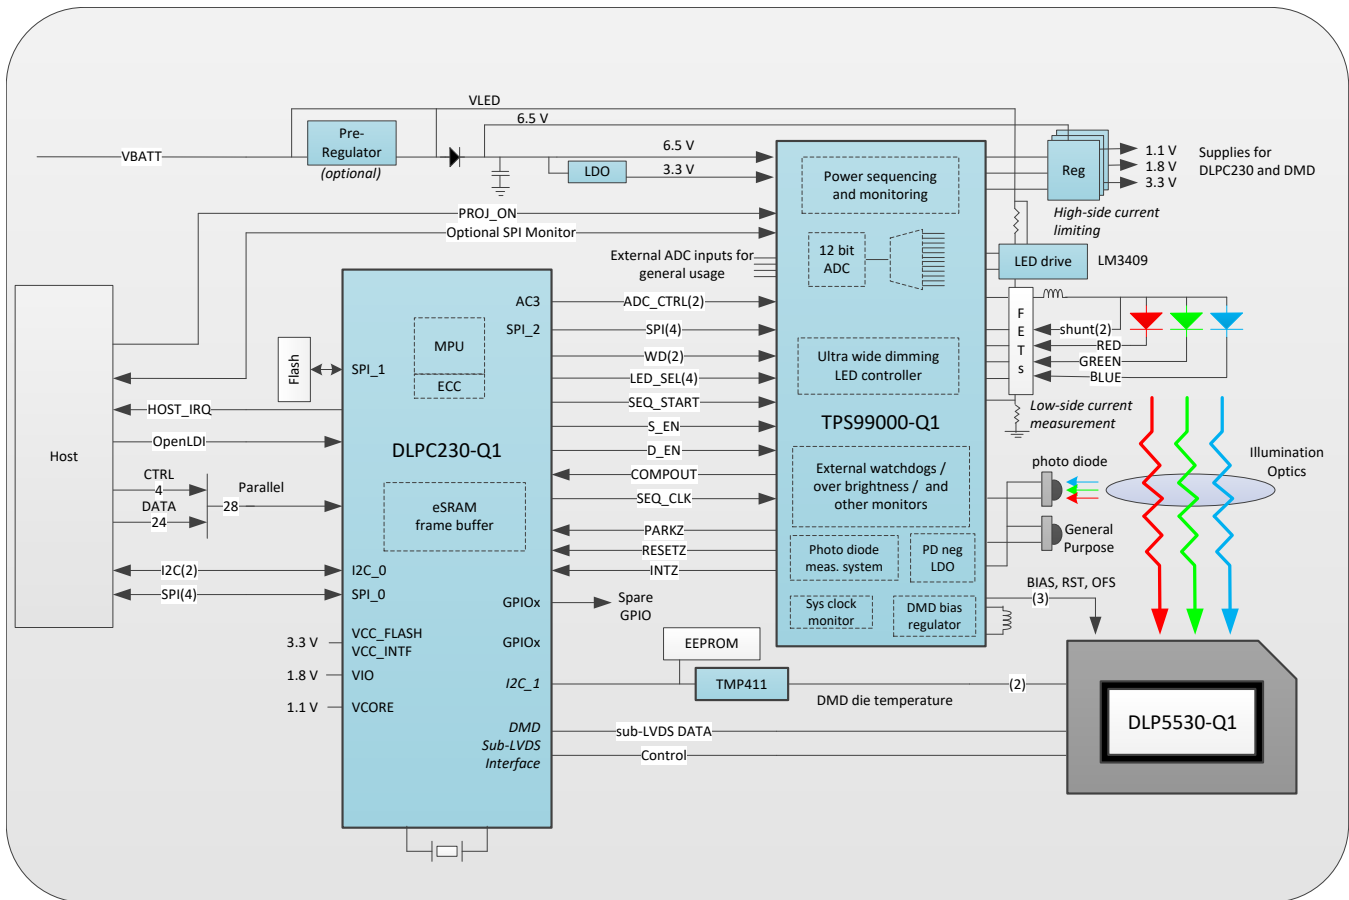 VLED
6.5 V
Pre-
Regulator
(optional)
VBATT
6.5 V
LDO
3.3 V
Reg
1.1 V
1.8 V
3.3 V
Supplies for
DLPC230 and DMD
Power sequencing
and monitoring
High-side current
limiting
PROJ_ON
Optional SPI Monitor
External ADC inputs for
general usage
12 bit
ADC
LED drive
LM3409
AC3
ADC_CTRL(2)
SPI_2
SPI(4)
MPU
ECC
WD(2)
LED_SEL(4)
SEQ_START
S_EN
D_EN
COMPOUT
SEQ_CLK
PARKZ
RESETZ
INTZ
Ultra wide dimming
LED controller
TPS99000-Q1
F
E
T
s
shunt(2)
RED
GREEN
BLUE
Low-side current
measurement
Flash
SPI_1
HOST_IRQ
OpenLDI
Host
CTRL
4
DATA
24
Parallel
28
DLPC230-Q1
eSRAM
frame buffer
External watchdogs /
over brightness / and
other monitors
photo diode
Illumination
Optics
General
Purpose
Photo diode
meas. system
PD neg
LDO
Sys clock
monitor
DMD bias
regulator
BIAS, RST, OFS
(3)
I2C(2)
I2C_0
SPI(4)
SPI_0
GPIOx
Spare
GPIO
3.3 V
VCC_FLASH
VCC_INTF
GPIOx
EEPROM
1.8 V
VIO
I2C_1
TMP411
(2)
DMD die temperature
1.1 V
VCORE
DMD
Sub-LVDS
Interface
sub-LVDS DATA
Control
DLP5530-Q1